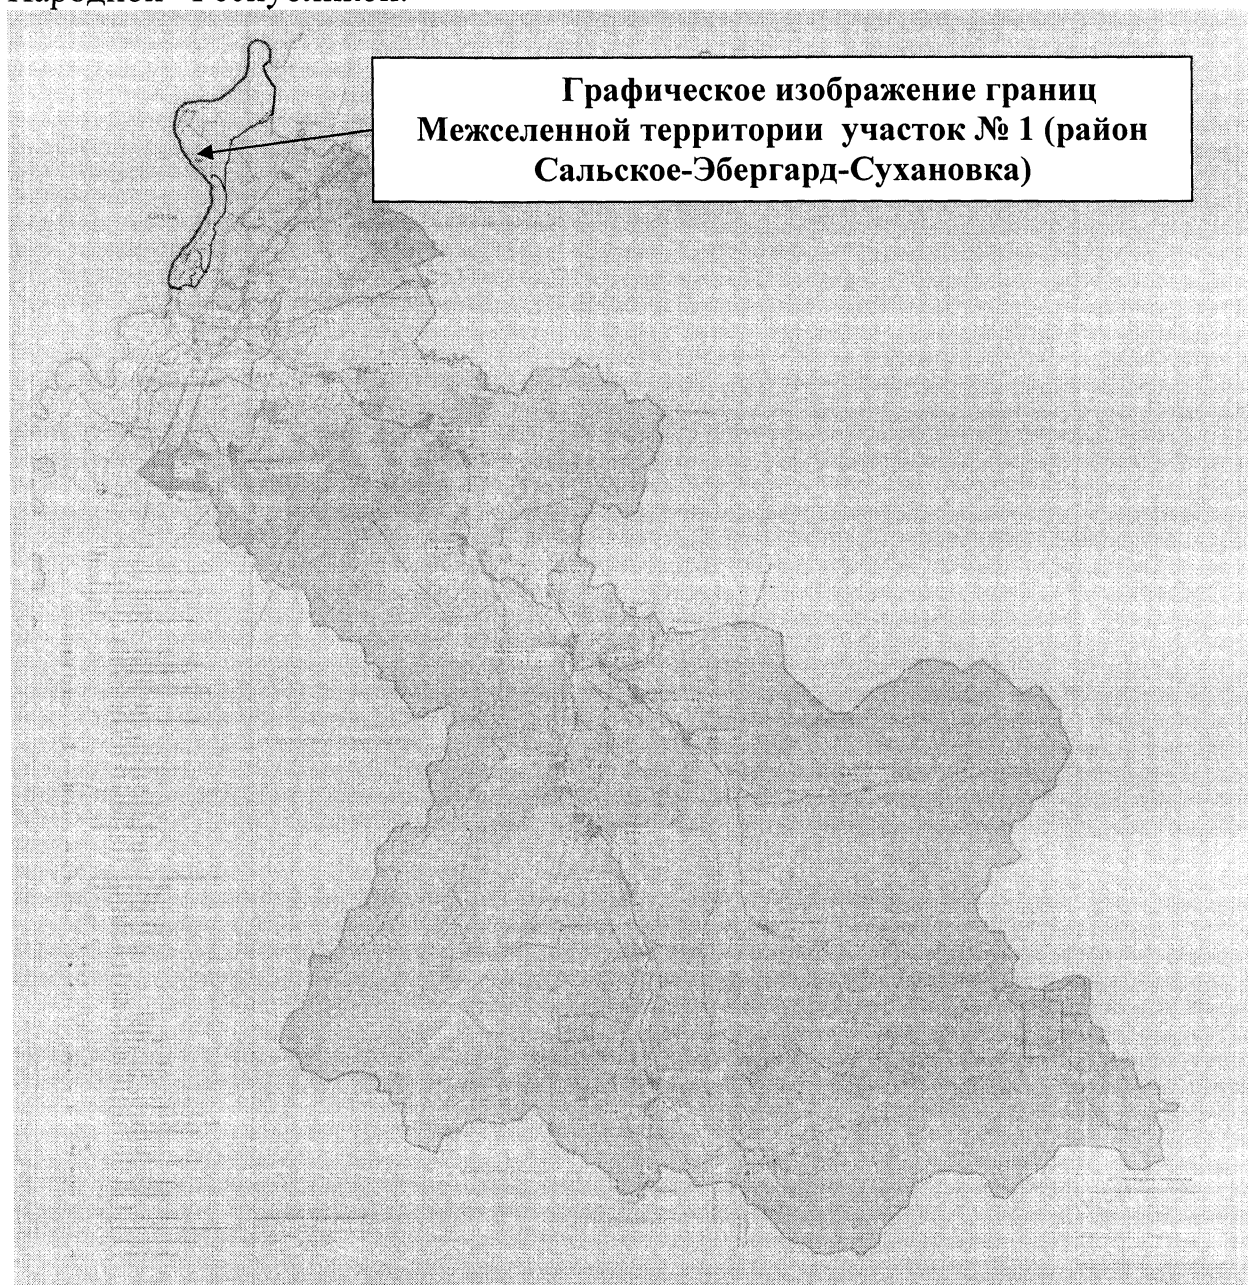 Графическое изображение границ
Межселенной территории участок № 1 (район
Сальское-Эбергард-Сухановка)